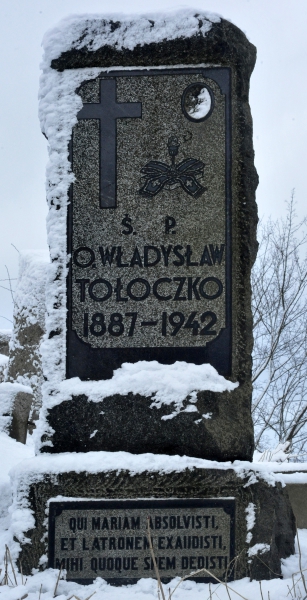 Ś. P.
O. WŁADYSŁAW
TOŁOCZKO
1887-1942
QUI MARIAM ABSOLVISTI,
ET LATRONEM EXAUDISTI,
MIHI QUOQUE SPEM DEDISTI